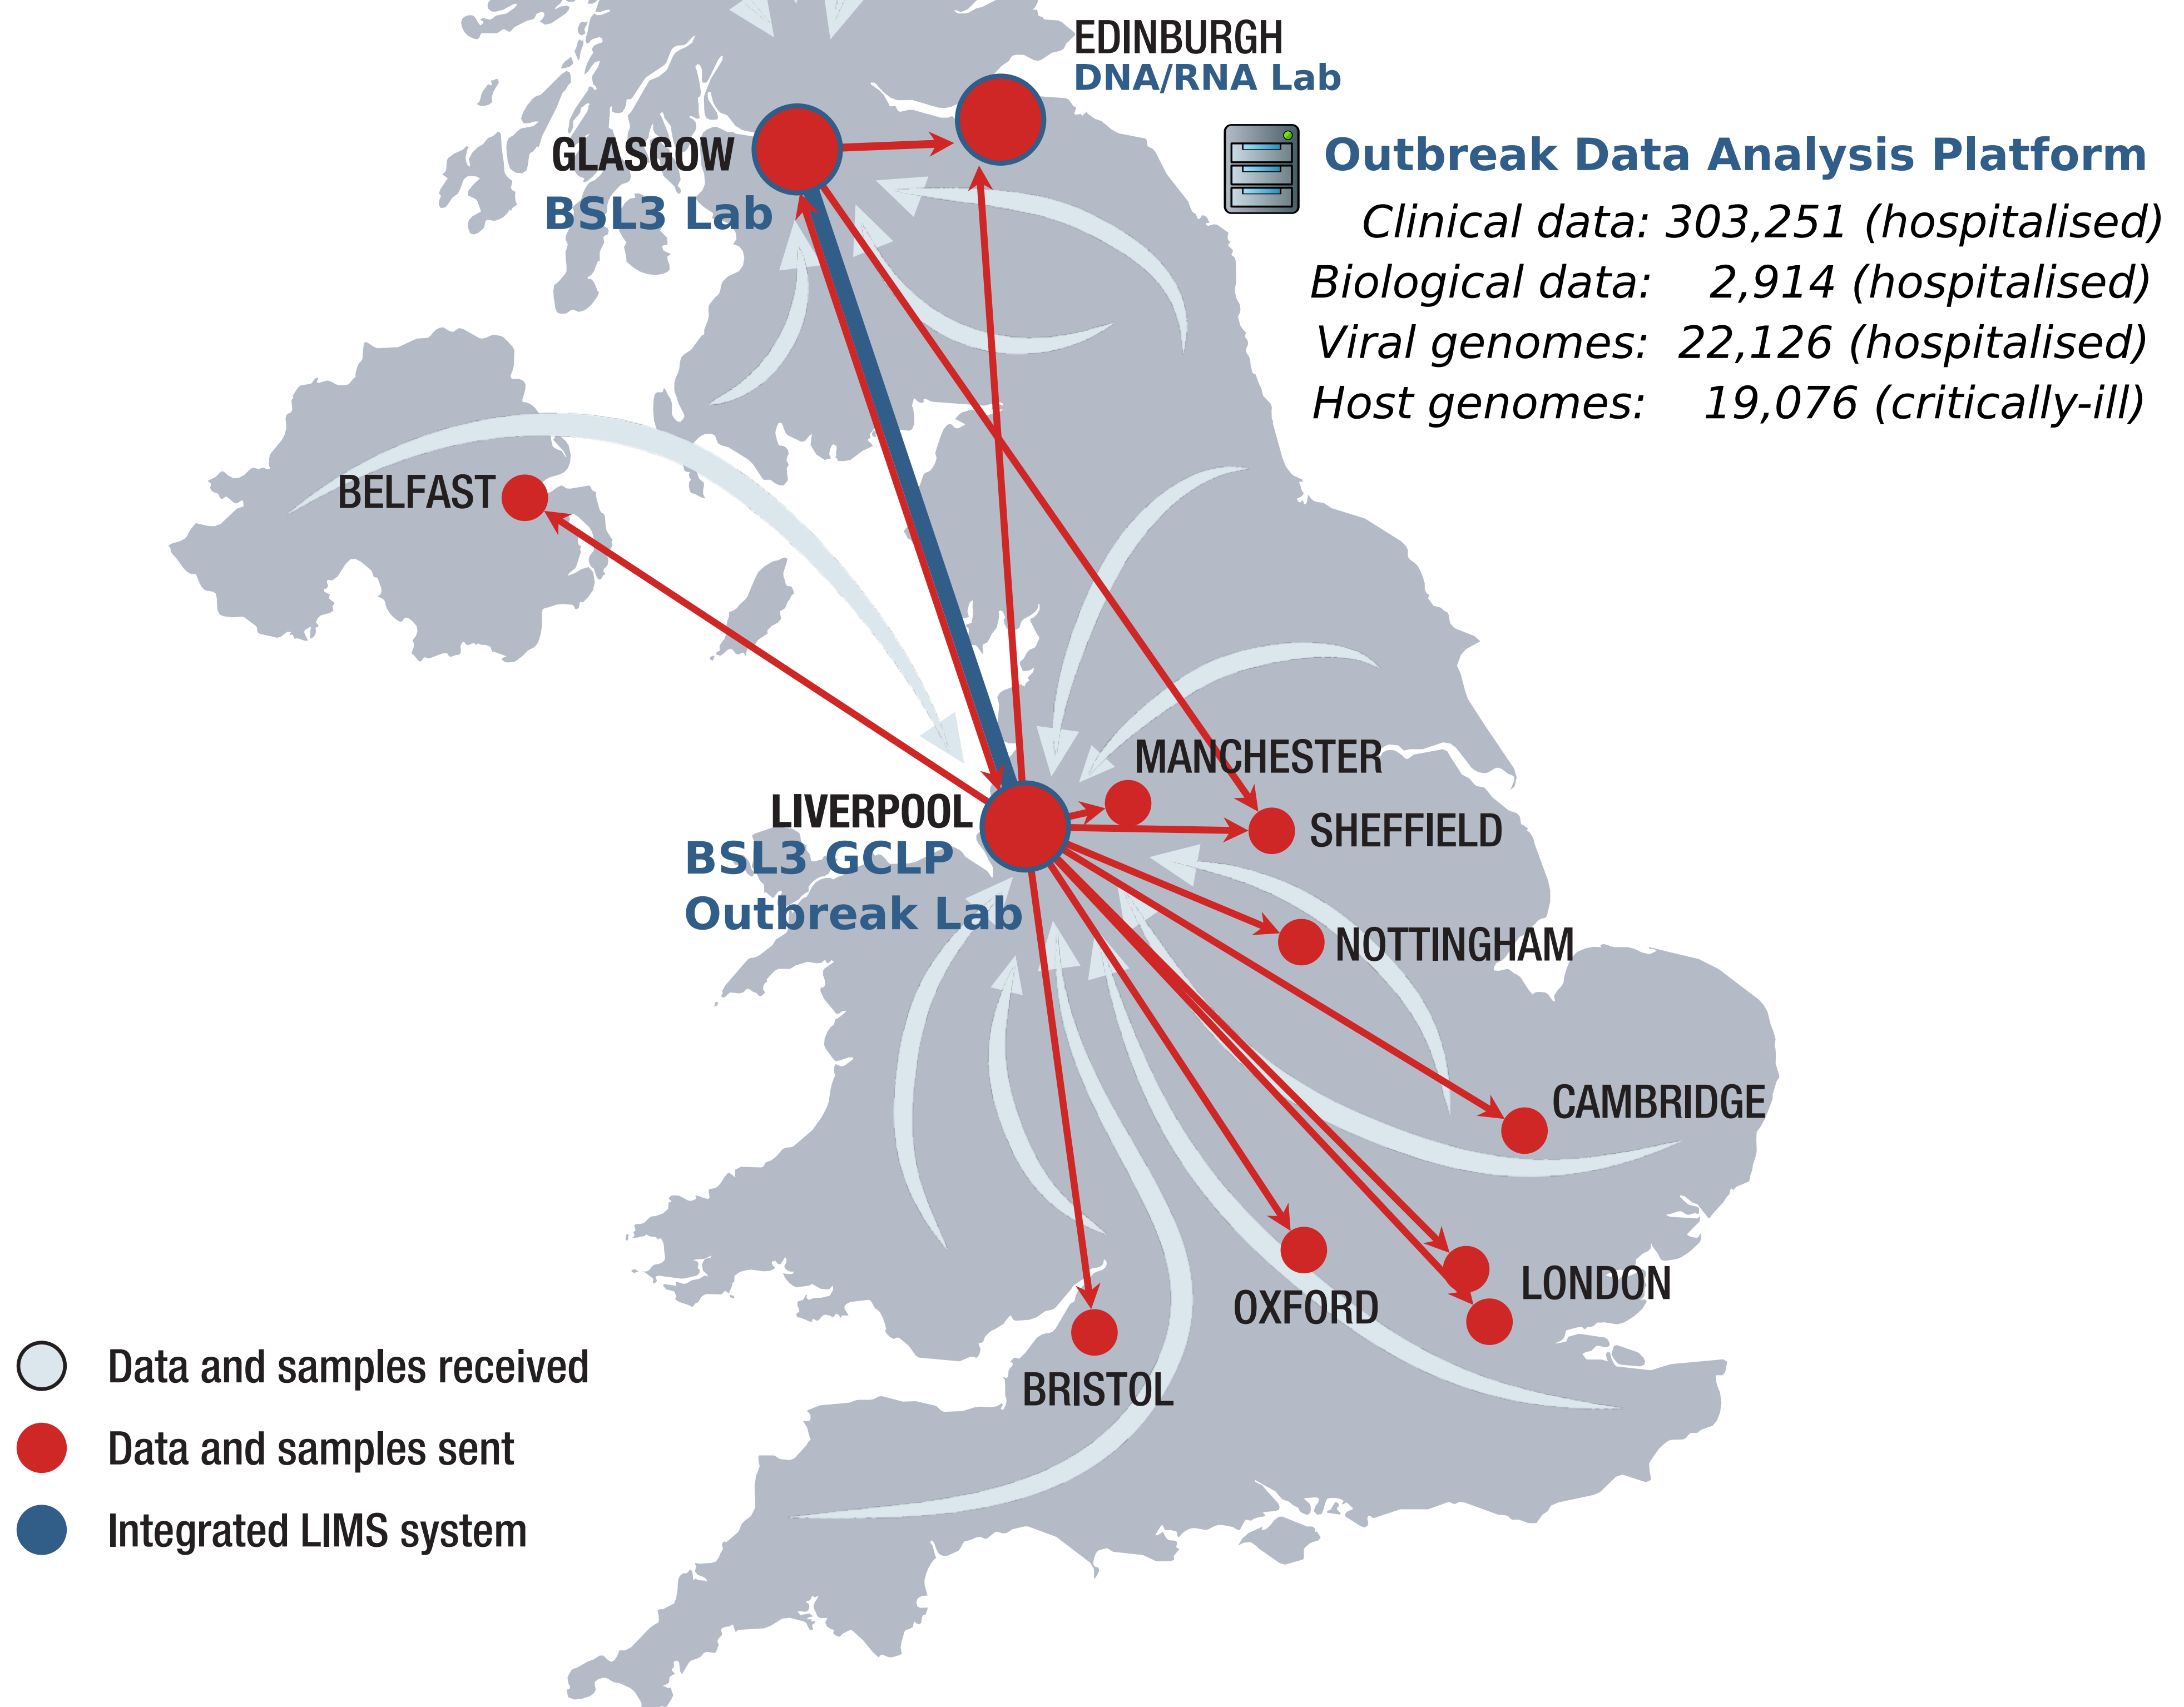 EDINBURGH
DNA/RNA Lab
GLASGOW
BSL3 Lab
Outbreak Data Analysis Platform
Clinical data: 303,251 (hospitalised)
Biological data: 2,914 (hospitalised)
Viral genomes: 22,126 (hospitalised)
Host genomes: 19,076 (critically-ill)
BELFAST
MANCHESTER
LIVERPOOL
BSL3 GCLP
Outbreak Lab
SHEFFIELD
NOTTINGHAM
CAMBRIDGE
LONDON
OXFORD
BRISTOL
Data and samples received
Data and samples sent
Integrated LIMS system